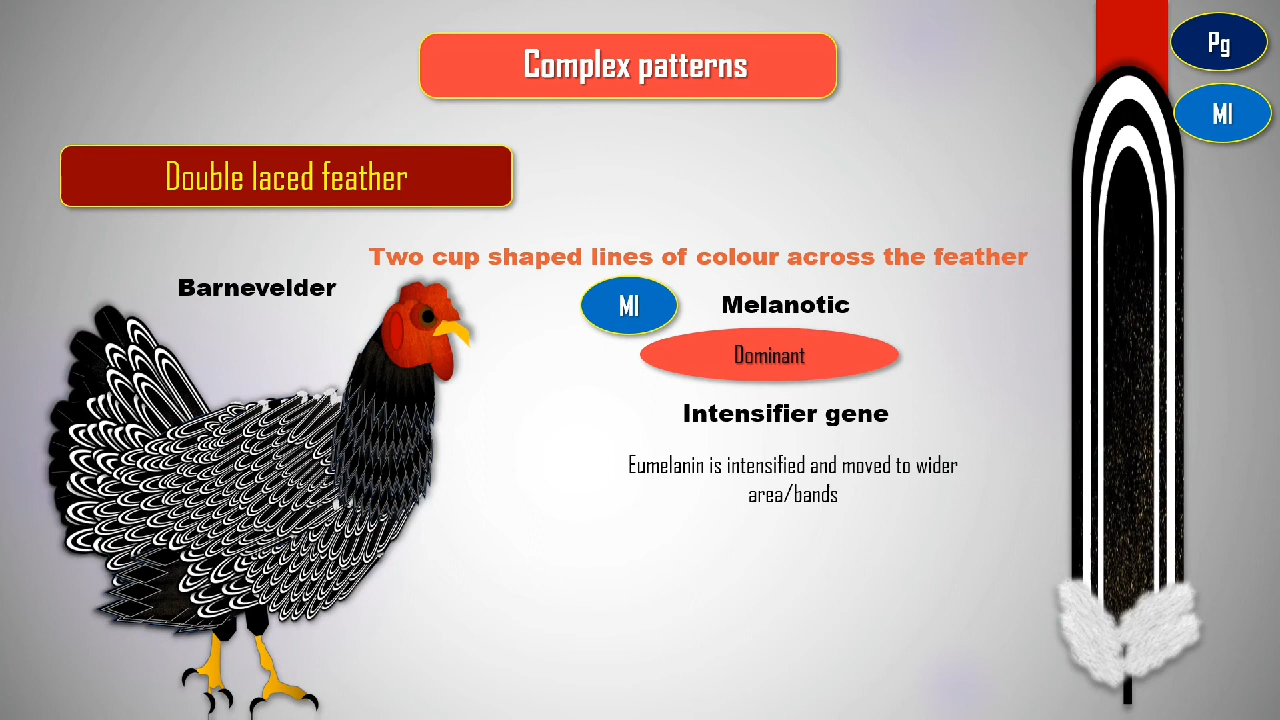 Complex patterns
Pg
Ml
Double laced feather
Two cup shaped lines of colour across the feather
Barnevelder
Ml
Melanotic
Dominant
Intensifier gene
Eumelanin is intensified and moved to wider
area/bands